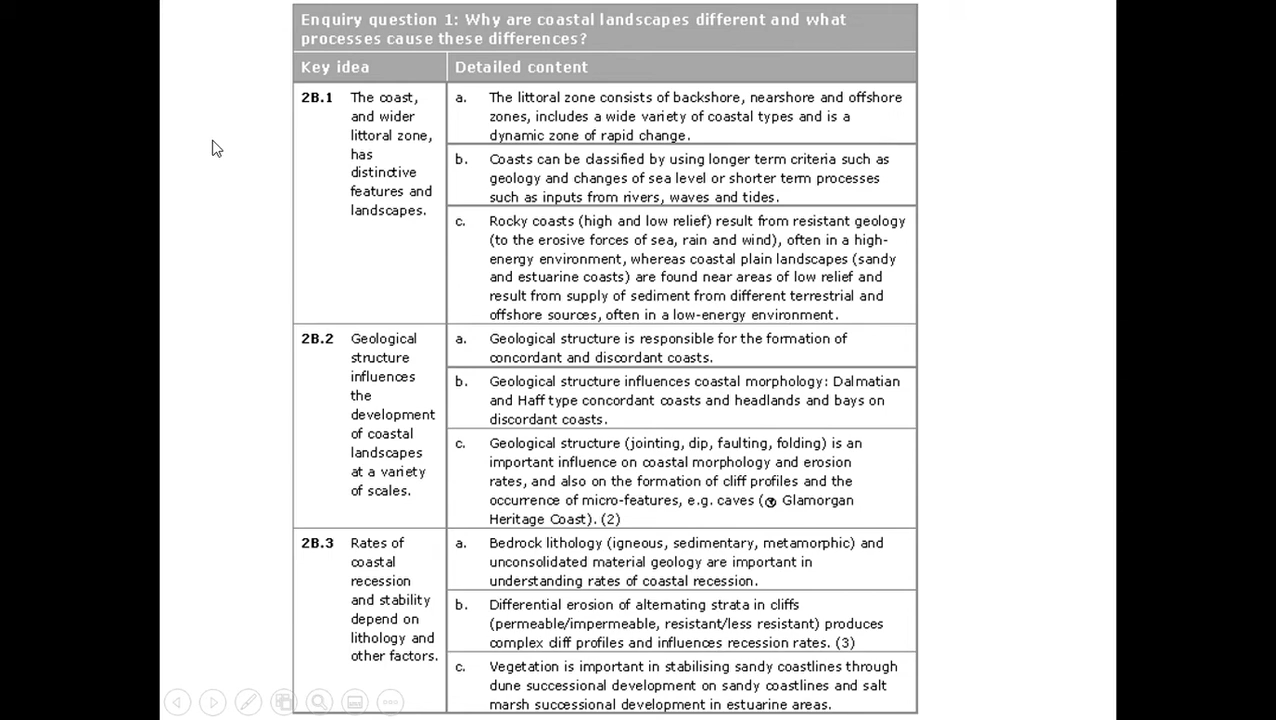 Enquiry question 1: Why are coastal landscapes different and what
processes cause these differences?
Key idea
Detailed content
2B.1 The coast,
and wider
littoral zone,
has
distinctive
features and
landscapes.
a. The littoral zone consists of backshore, nearshore and offshore
zones, includes a wide variety of coastal types and is a
dynamic zone of rapid change.
b. Coasts can be classified by using longer term criteria such as
geology and changes of sea level or shorter term processes
such as inputs from rivers, waves and tides.
c. Rocky coasts (high and low relief) result from resistant geology
(to the erosive forces of sea, rain and wind), often in a high-
energy environment, whereas coastal plain landscapes (sandy
and estuarine coasts) are found near areas of low relief and
result from supply of sediment from different terrestrial and
offshore sources, often in a low-energy environment.
2B.2 Geological
structure
influences
the
development
of coastal
landscapes
at a variety
of scales.
a. Geological structure is responsible for the formation of
concordant and discordant coasts.
b. Geological structure influences coastal morphology: Dalmatian
and Haff type concordant coasts and headlands and bays on
discordant coasts.
c. Geological structure (jointing, dip, faulting, folding) is an
important influence on coastal morphology and erosion
rates, and also on the formation of cliff profiles and the
occurrence of micro-features, e.g. caves ( Glamorgan
Heritage Coast). (2)
2B.3 Rates of
coastal
recession
and stability
depend on
lithology and
other factors.
a. Bedrock lithology (igneous, sedimentary, metamorphic) and
unconsolidated material geology are important in
understanding rates of coastal recession.
b. Differential erosion of alternating strata in cliffs
(permeable/impermeable, resistant/less resistant) produces
complex cliff profiles and influences recession rates. (3)
c. Vegetation is important in stabilising sandy coastlines through
dune successional development on sandy coastlines and salt
marsh successional development in estuarine areas.